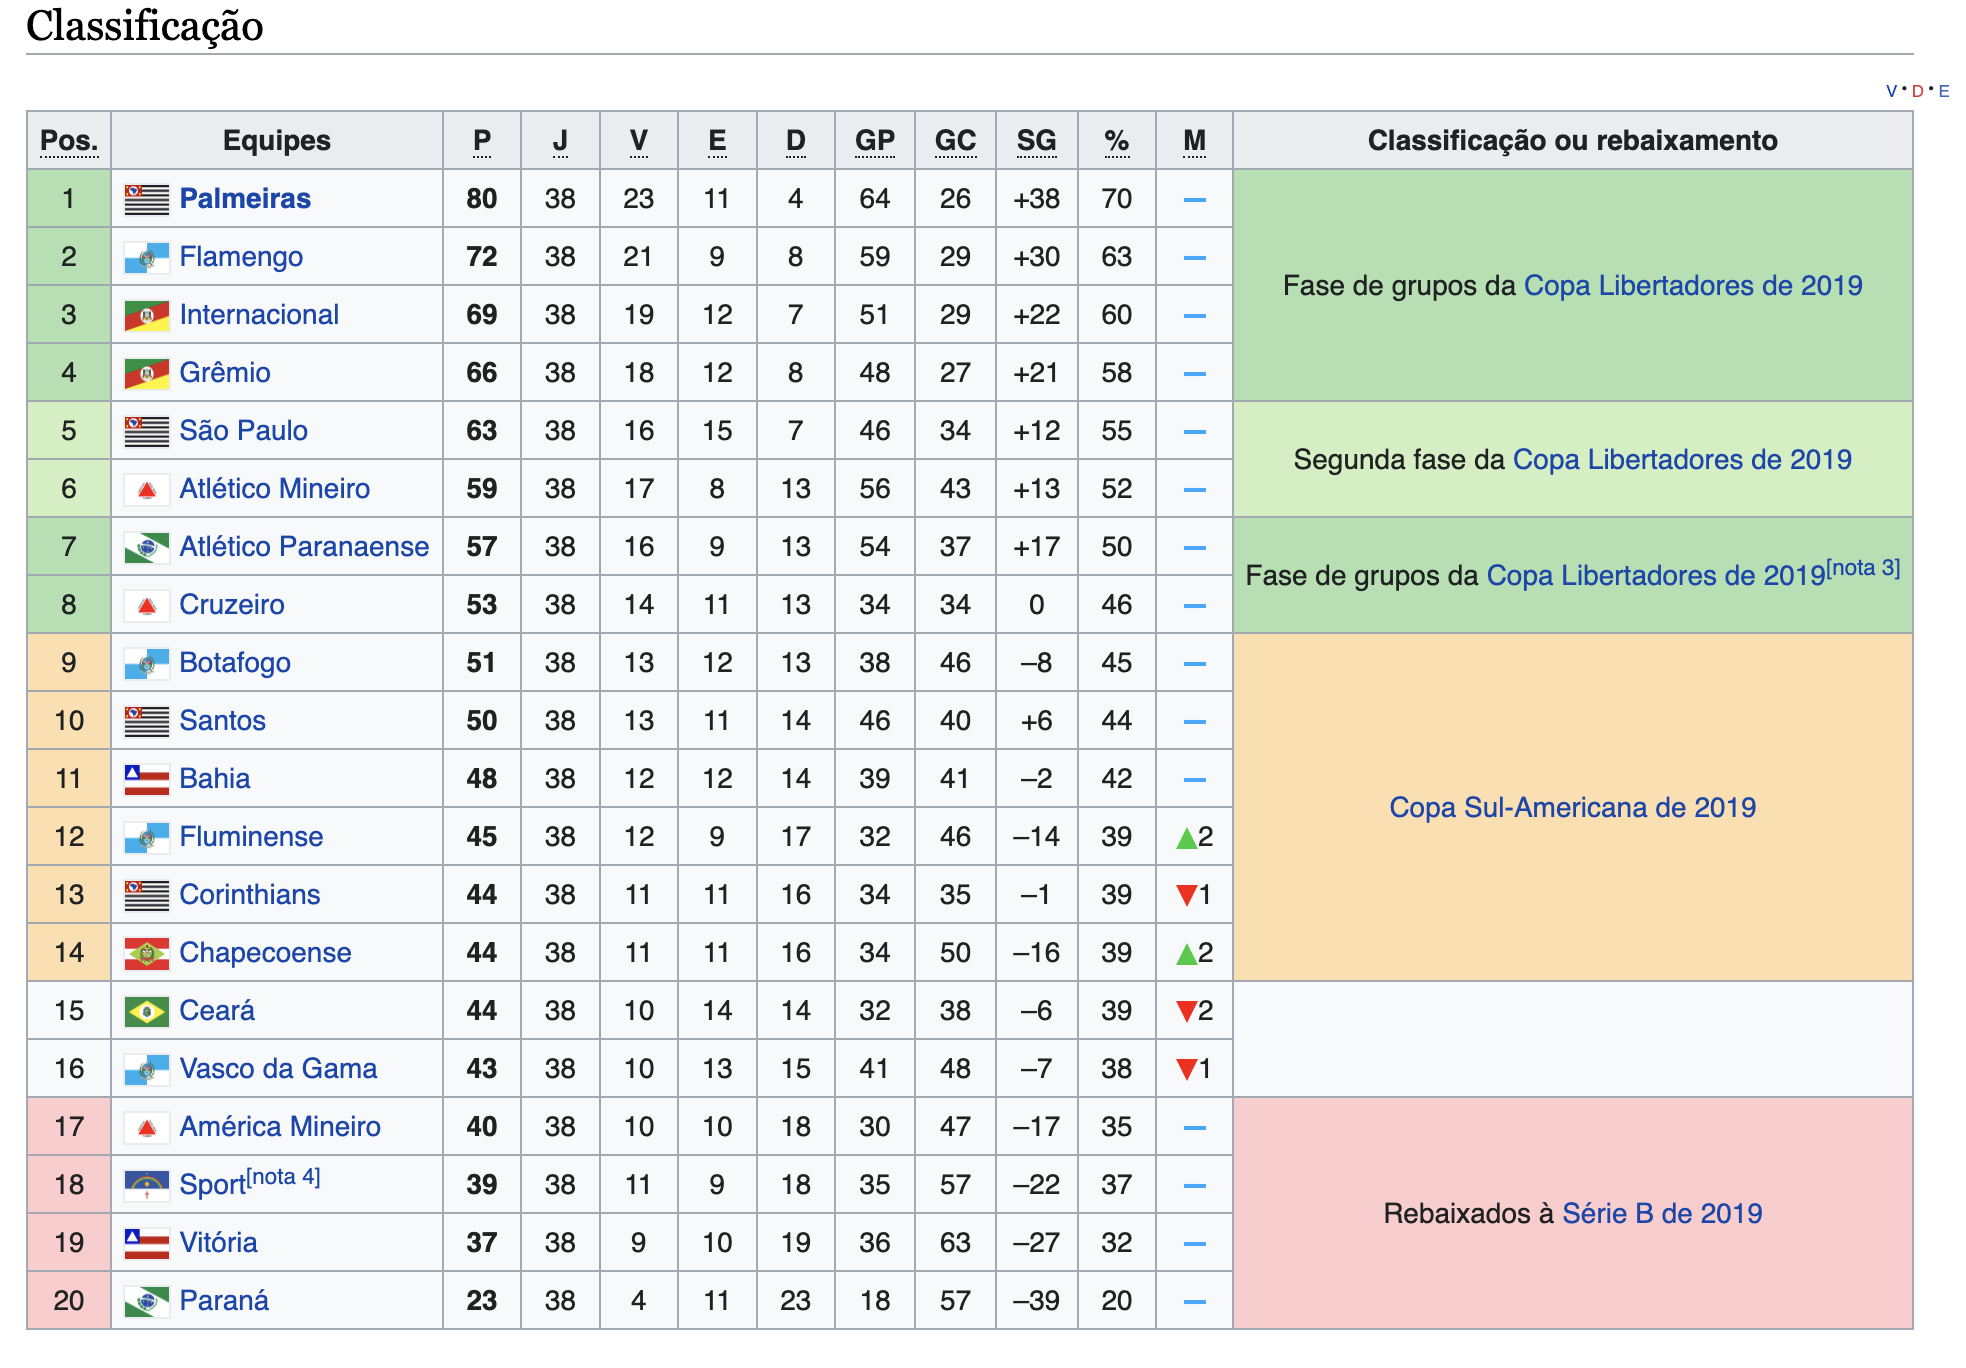 Classificação
V • D • E
Pos. Equipes P J V E D GP GC SG % M Classificação ou rebaixamento
1 Palmeiras 80 38 23 11 4 64 26 +38 70 — Fase de grupos da Copa Libertadores de 2019
2 Flamengo 72 38 21 9 8 59 29 +30 63 —
3 Internacional 69 38 19 12 7 51 29 +22 60 —
4 Grêmio 66 38 18 12 8 48 27 +21 58 —
5 São Paulo 63 38 16 15 7 46 34 +12 55 — Segunda fase da Copa Libertadores de 2019
6 Atlético Mineiro 59 38 17 8 13 56 43 +13 52 —
7 Atlético Paranaense 57 38 16 9 13 54 37 +17 50 — Fase de grupos da Copa Libertadores de 2019[nota 3]
8 Cruzeiro 53 38 14 11 13 34 34 0 46 —
9 Botafogo 51 38 13 12 13 38 46 –8 45 — Copa Sul-Americana de 2019
10 Santos 50 38 13 11 14 46 40 +6 44 —
11 Bahia 48 38 12 12 14 39 41 –2 42 —
12 Fluminense 45 38 12 9 17 32 46 –14 39 ▲2
13 Corinthians 44 38 11 11 16 34 35 –1 39 ▼1
14 Chapecoense 44 38 11 11 16 34 50 –16 39 ▲2
15 Ceará 44 38 10 14 14 32 38 –6 39 ▼2
16 Vasco da Gama 43 38 10 13 15 41 48 –7 38 ▼1
17 América Mineiro 40 38 10 10 18 30 47 –17 35 — Rebaixados à Série B de 2019
18 Sport[nota 4] 39 38 11 9 18 35 57 –22 37 —
19 Vitória 37 38 9 10 19 36 63 –27 32 —
20 Paraná 23 38 4 11 23 18 57 –39 20 —